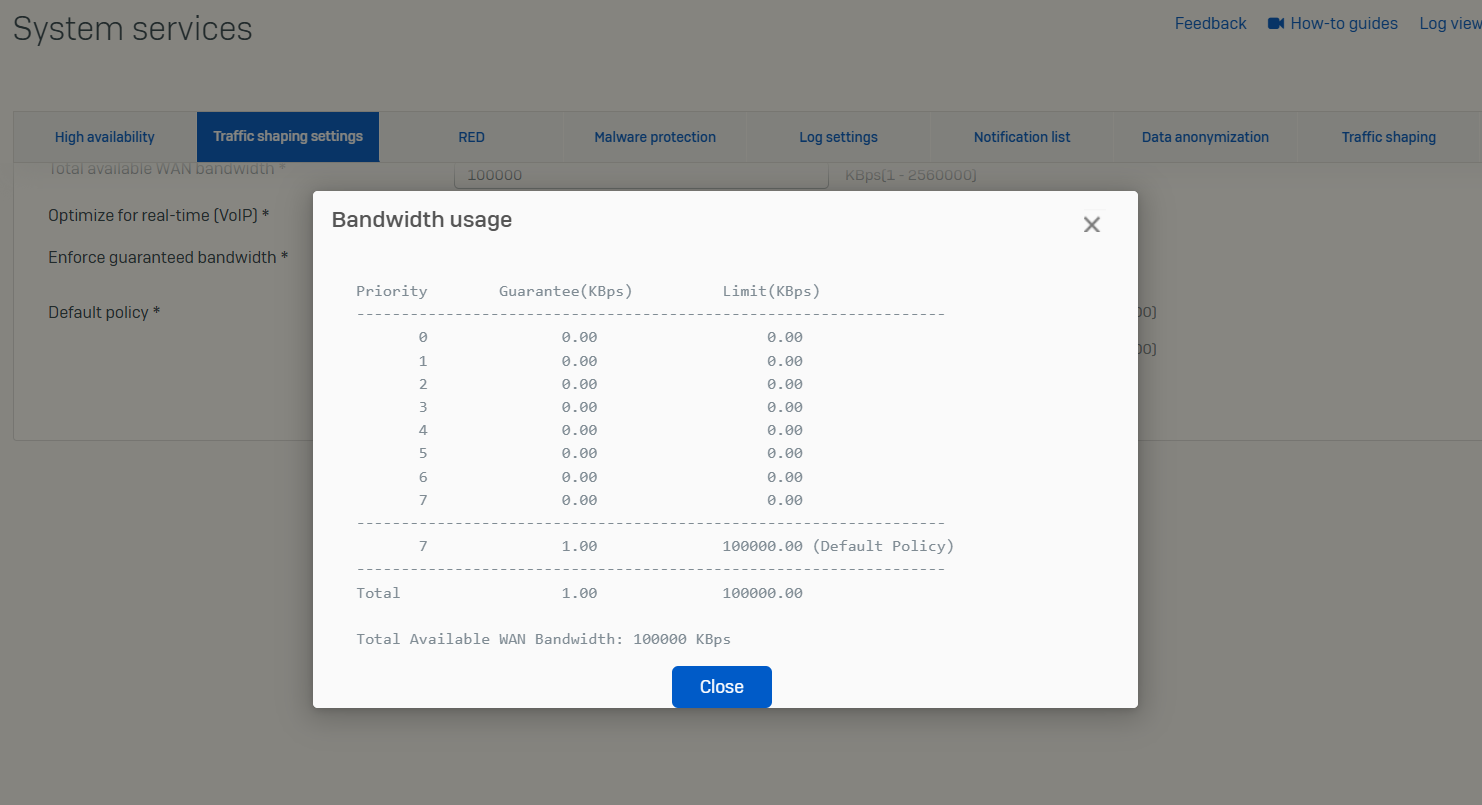 System services
Feedback How-to guides Log view
High availability Traffic shaping settings RED Malware protection Log settings Notification list Data anonymization Traffic shaping
Total available WAN bandwidth * 100000 KBps(1 - 2560000)
Optimize for real-time (VoIP) *
Enforce guaranteed bandwidth *
Default policy * 00)
00)
Bandwidth usage
Priority Guarantee(KBps) Limit(KBps)
------------------------------------------------------------------
0 0.00 0.00
1 0.00 0.00
2 0.00 0.00
3 0.00 0.00
4 0.00 0.00
5 0.00 0.00
6 0.00 0.00
7 0.00 0.00
------------------------------------------------------------------
7 1.00 100000.00 (Default Policy)
------------------------------------------------------------------
Total 1.00 100000.00
Total Available WAN Bandwidth: 100000 KBps
Close